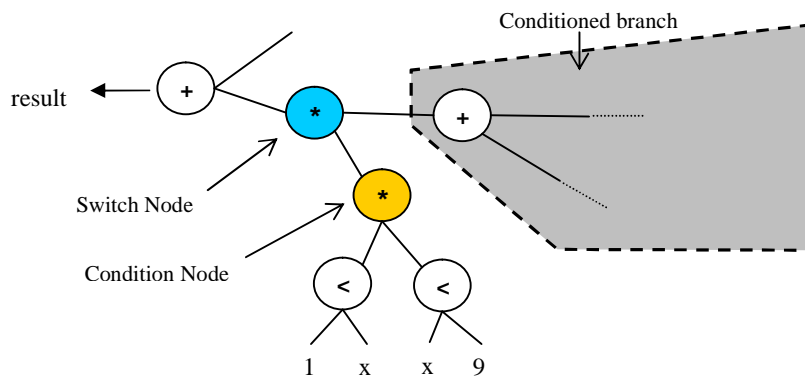 Conditioned branch
+
result
*
+
Switch Node
*
Condition Node
<
<
1 x x 9